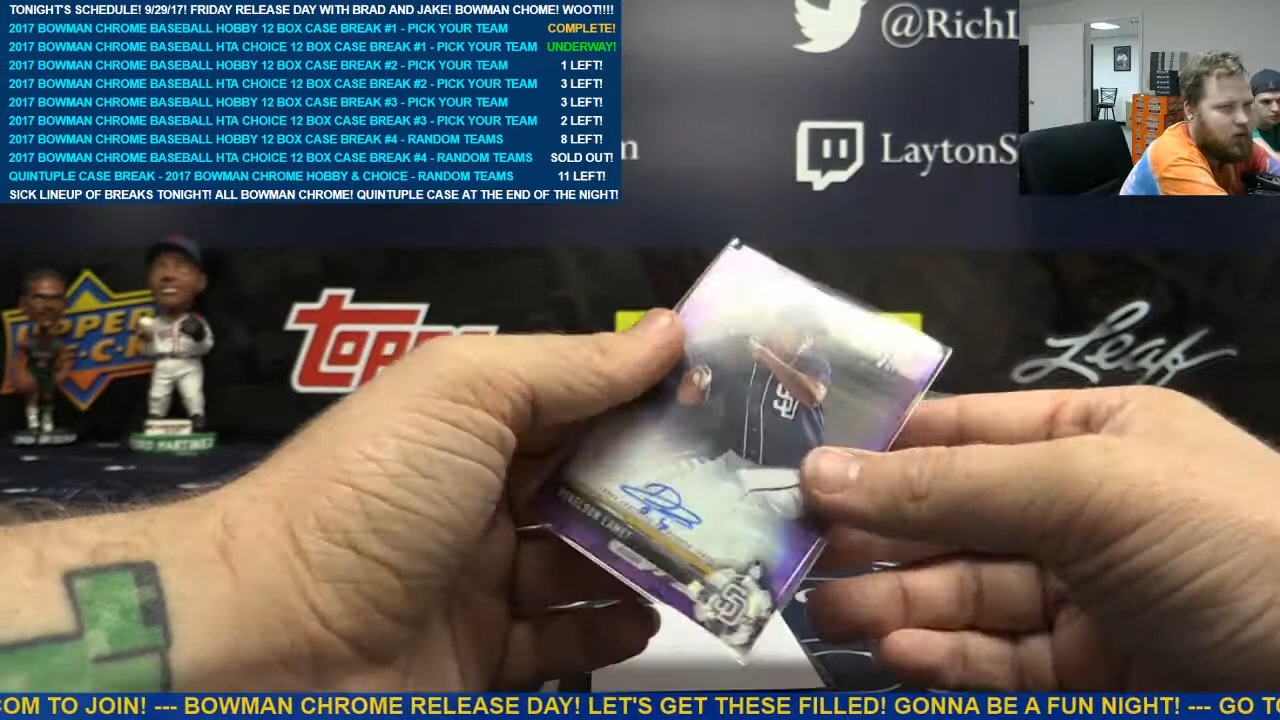 TONIGHT'S SCHEDULE! 9/29/17! FRIDAY RELEASE DAY WITH BRAD AND JAKE! BOWMAN CHOME! WOOT!!!!
2017 BOWMAN CHROME BASEBALL HOBBY 12 BOX CASE BREAK #1 - PICK YOUR TEAM COMPLETE!
2017 BOWMAN CHROME BASEBALL HTA CHOICE 12 BOX CASE BREAK #1 - PICK YOUR TEAM UNDERWAY!
2017 BOWMAN CHROME BASEBALL HOBBY 12 BOX CASE BREAK #2 - PICK YOUR TEAM 1 LEFT!
2017 BOWMAN CHROME BASEBALL HTA CHOICE 12 BOX CASE BREAK #2 - PICK YOUR TEAM 3 LEFT!
2017 BOWMAN CHROME BASEBALL HOBBY 12 BOX CASE BREAK #3 - PICK YOUR TEAM 3 LEFT!
2017 BOWMAN CHROME BASEBALL HTA CHOICE 12 BOX CASE BREAK #3 - PICK YOUR TEAM 2 LEFT!
2017 BOWMAN CHROME BASEBALL HOBBY 12 BOX CASE BREAK #4 - RANDOM TEAMS 8 LEFT!
2017 BOWMAN CHROME BASEBALL HTA CHOICE 12 BOX CASE BREAK #4 - RANDOM TEAMS SOLD OUT!
QUINTUPLE CASE BREAK - 2017 BOWMAN CHROME HOBBY & CHOICE - RANDOM TEAMS 11 LEFT!
SICK LINEUP OF BREAKS TONIGHT! ALL BOWMAN CHROME! QUINTUPLE CASE AT THE END OF THE NIGHT!
@RichL
m
LaytonS
UPPER
Topps
Leaf
MARTINEZ
SD
LAMET
SD
COM TO JOIN! --- BOWMAN CHROME RELEASE DAY! LET'S GET THESE FILLED! GONNA BE A FUN NIGHT! --- GO TO